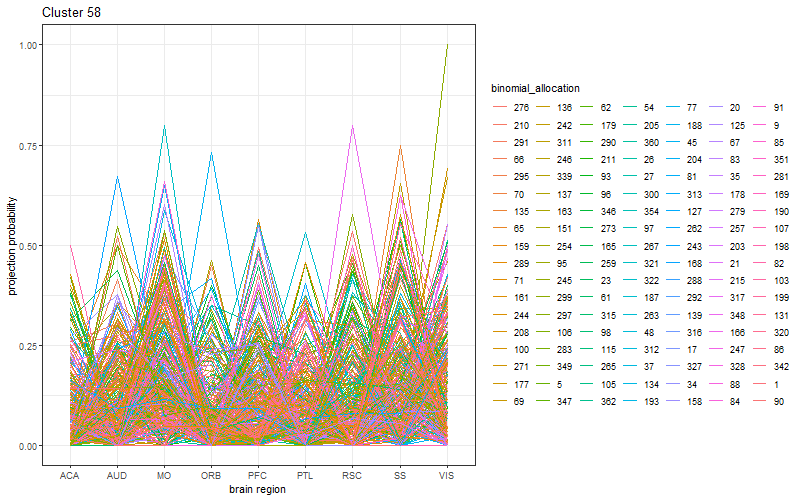 Cluster 58
1.00
0.75
0.50
0.25
0.00
projection probability
ACA AUD MO ORB PFC PTL RSC SS VIS
brain region
binomial_allocation
276 136 62 54 77 20 91
210 242 179 205 188 125 9
291 311 290 360 45 67 85
66 246 211 26 204 83 351
295 339 93 27 81 35 281
70 137 96 300 313 178 169
135 163 346 354 127 279 190
65 151 273 97 262 257 107
159 254 165 267 243 203 198
289 95 259 321 168 21 82
71 245 23 322 288 215 103
161 299 61 187 292 317 199
244 297 315 263 139 348 131
208 106 98 48 316 166 320
100 283 115 312 17 247 86
271 349 265 37 327 328 342
177 5 105 134 34 88 1
69 347 362 193 158 84 90